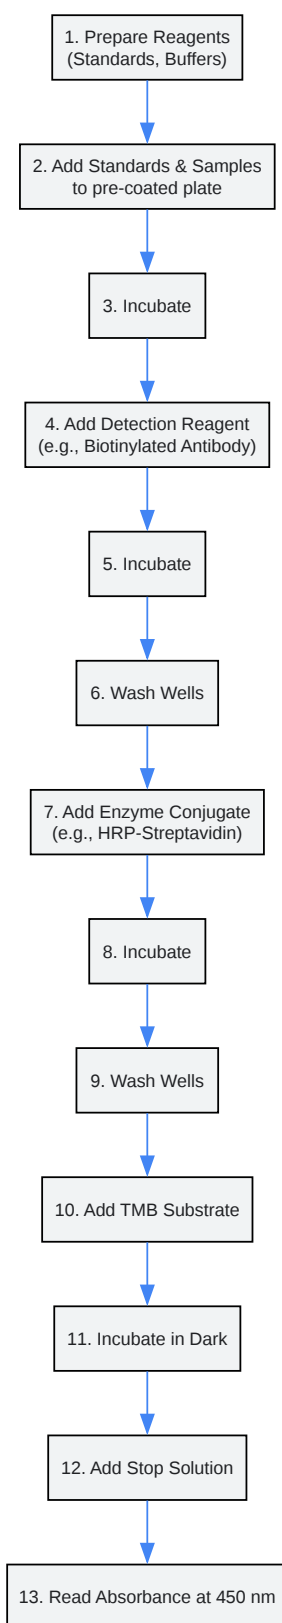 1. Prepare Reagents
(Standards, Buffers)
2. Add Standards & Samples
to pre-coated plate
3. Incubate
4. Add Detection Reagent
(e.g., Biotinylated Antibody)
5. Incubate
6. Wash Wells
7. Add Enzyme Conjugate
(e.g., HRP-Streptavidin)
8. Incubate
9. Wash Wells
10. Add TMB Substrate
11. Incubate in Dark
12. Add Stop Solution
13. Read Absorbance at 450 nm